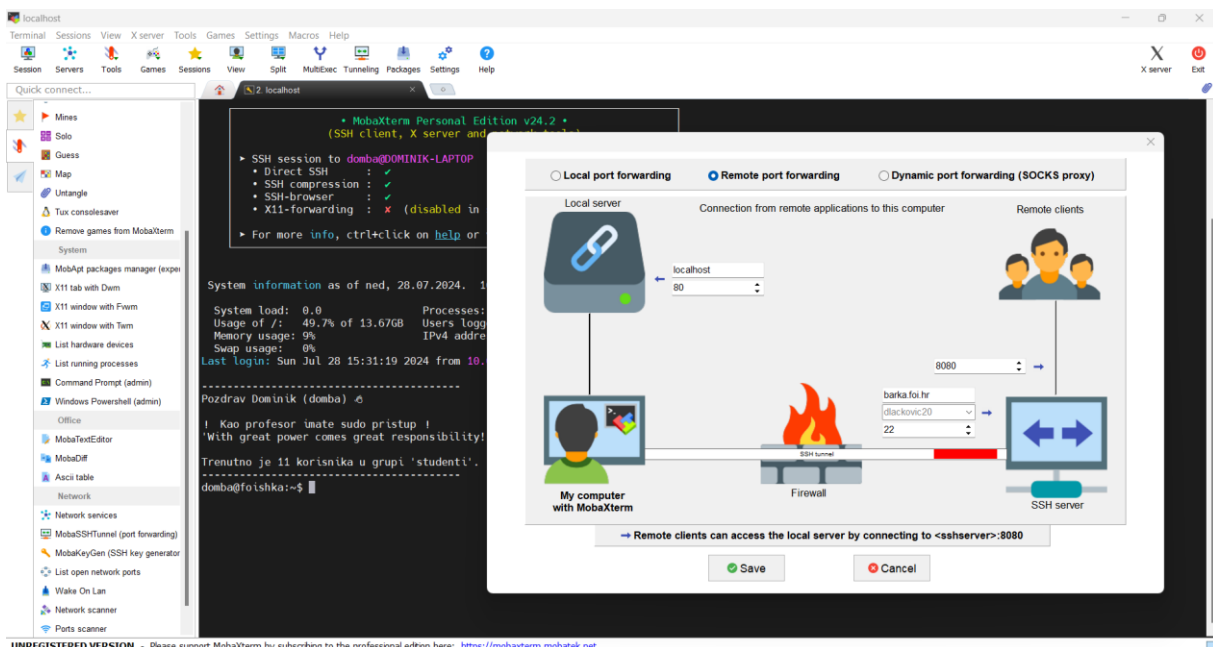 localhost
Terminal Sessions View X server Tools Games Settings Macros Help
Session Servers Tools Games Sessions View Split MultiExec Tunneling Packages Settings Help X server Exit
Quick connect...
2. localhost
Mines
Solo
Guess
Map
Untangle
Tux consolesaver
Remove games from MobaXterm
System
MobApt packages manager (exper
X11 tab with Dwm
X11 window with Fvwm
X11 window with Twm
List hardware devices
List running processes
Command Prompt (admin)
Windows Powershell (admin)
Office
MobaTextEditor
MobaDiff
Ascii table
Network
Network services
MobaSSHTunnel (port forwarding)
MobaKeyGen (SSH key generator
List open network ports
Wake On Lan
Network scanner
Ports scanner
• MobaXterm Personal Edition v24.2 •
(SSH client, X server and network tools)
► SSH session to domba@DOMINIK-LAPTOP
• Direct SSH : ✔
• SSH compression : ✔
• SSH-browser : ✔
• X11-forwarding : ✘ (disabled in
► For more info, ctrl+click on help or
System information as of ned, 28.07.2024.
System load: 0.0 Processes:
Usage of /: 49.7% of 13.67GB Users logg
Memory usage: 9% IPv4 addre
Swap usage: 0%
Last login: Sun Jul 28 15:31:19 2024 from 10.
----------------------------------------
Pozdrav Dominik (domba)
! Kao profesor imate sudo pristup !
'With great power comes great responsibility!
Trenutno je 11 korisnika u grupi 'studenti'.
----------------------------------------
domba@foishka:~$
Local port forwarding Remote port forwarding Dynamic port forwarding (SOCKS proxy)
Local server
Connection from remote applications to this computer
Remote clients
localhost
80
8080
barka.foi.hr
dlackovic20
22
SSH tunnel
My computer
with MobaXterm
Firewall
SSH server
→ Remote clients can access the local server by connecting to <sshserver>:8080
Save
Cancel
UNREGISTERED VERSION - Please support MobaXterm by subscribing to the professional edition here: https://mobaxterm.mobatek.net